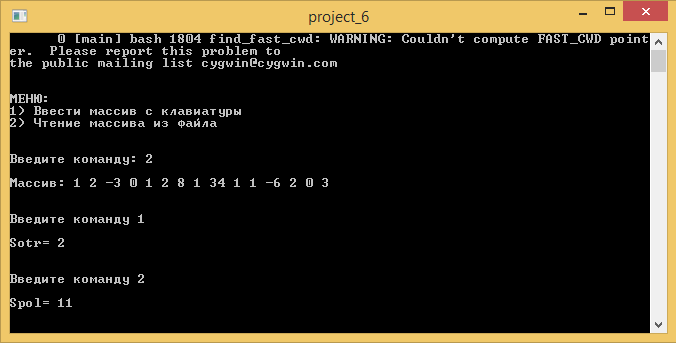 project_6
0 [main] bash 1804 find_fast_cwd: WARNING: Couldn't compute FAST_CWD point
er.  Please report this problem to
the public mailing list cygwin@cygwin.com
МЕНЮ:
1) Ввести массив с клавиатуры
2) Чтение массива из файла
Введите команду: 2
Массив: 1 2 -3 0 1 2 8 1 34 1 1 -6 2 0 3
Введите команду 1
Sotr= 2
Введите команду 2
Spol= 11